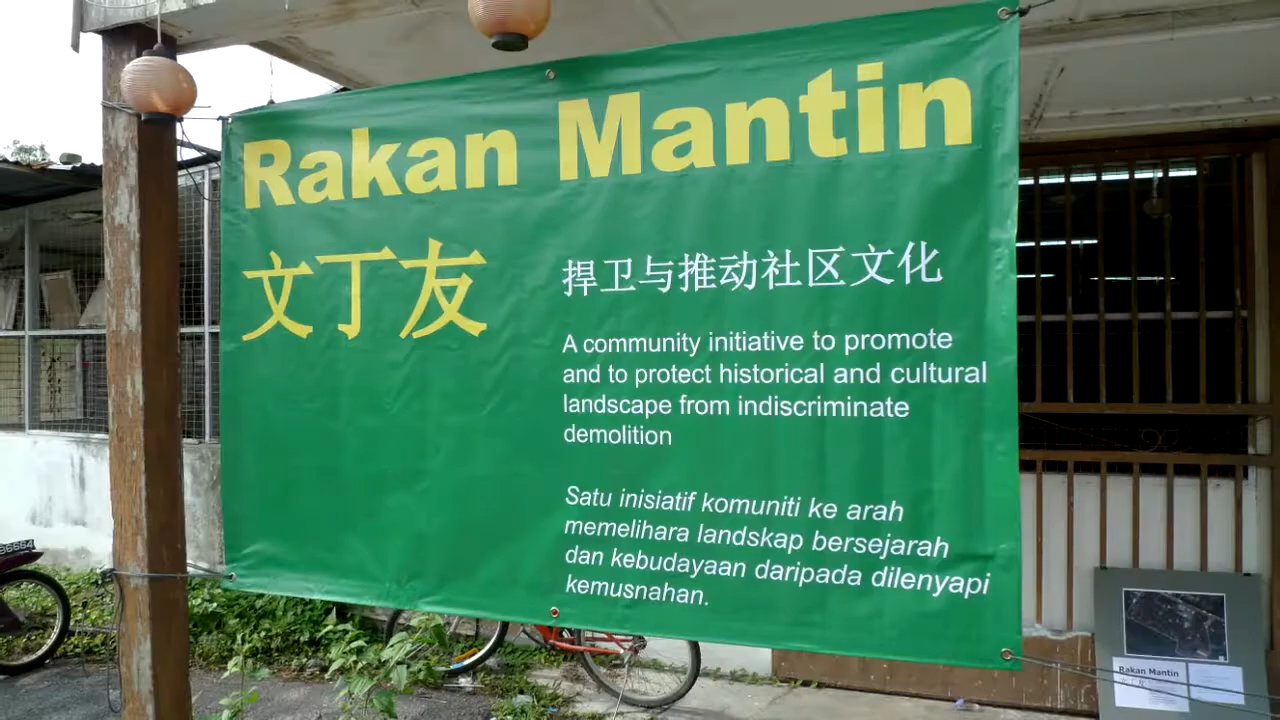 Rakan Mantin
文丁友
捍卫与推动社区文化
A community initiative to promote
and to protect historical and cultural
landscape from indiscriminate
demolition
Satu inisiatif komuniti ke arah
memelihara landskap bersejarah
dan kebudayaan daripada dilenyapi
kemusnahan.
Rakan Mantin